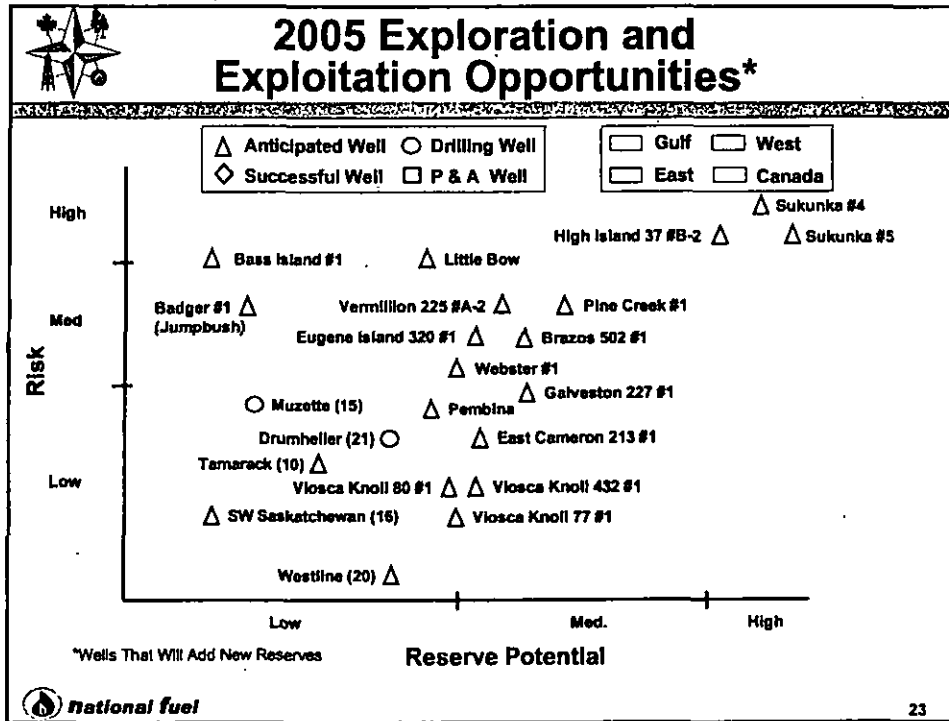 2005 Exploration and
Exploitation Opportunities*
△ Anticipated Well ○ Drilling Well
◇ Successful Well □ P & A Well
Gulf West
East Canada
High
Sukunka #4
High Island 37 #B-2
Sukunka #5
Bass Island #1
Little Bow
Badger #1
(Jumpbush)
Vermillion 225 #A-2
Pine Creek #1
Med
Eugene Island 320 #1
Brazos 502 #1
Webster #1
Risk
Galveston 227 #1
Muzette (15)
Pembina
Drumheller (21)
East Cameron 213 #1
Tamarack (10)
Low
Viosca Knoll 80 #1
Viosca Knoll 432 #1
SW Saskatchewan (16)
Viosca Knoll 77 #1
Westline (20)
Low Med. High
*Wells That Will Add New Reserves
Reserve Potential
national fuel
23